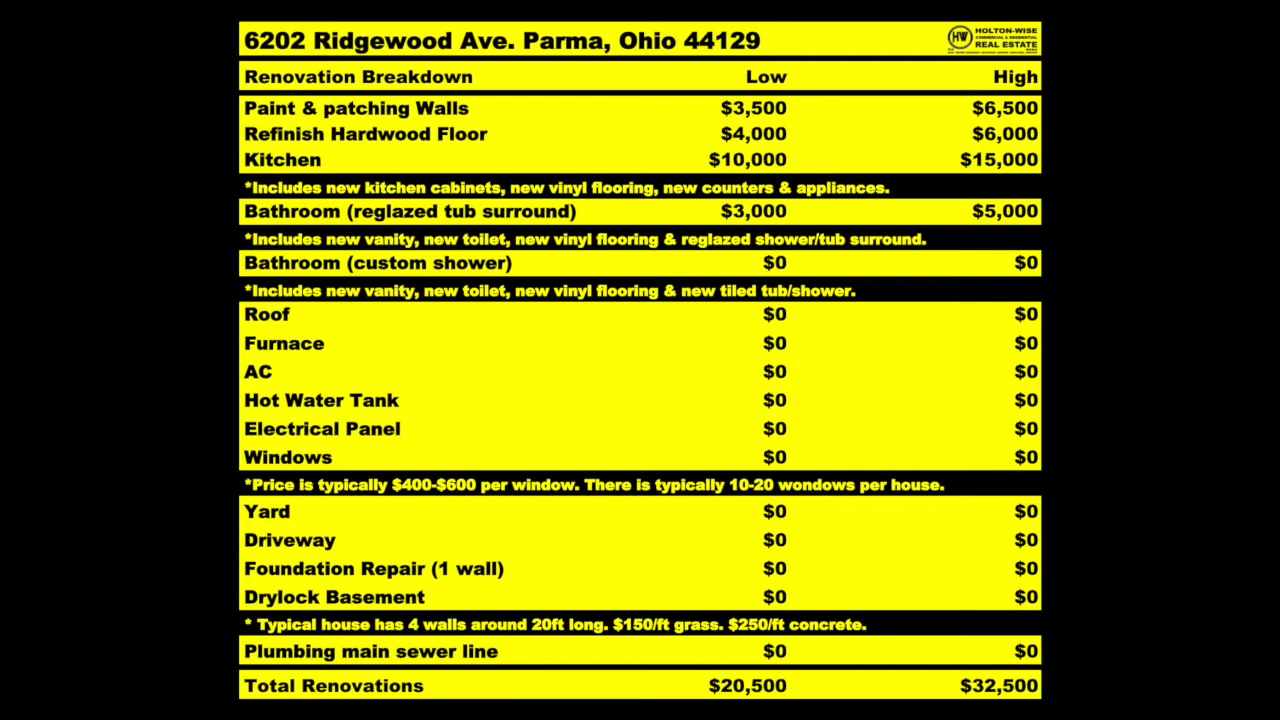 6202 Ridgewood Ave. Parma, Ohio 44129
HW
HOLTON-WISE
COMMERCIAL & RESIDENTIAL
REAL ESTATE
Renovation Breakdown Low High
Paint & patching Walls $3,500 $6,500
Refinish Hardwood Floor $4,000 $6,000
Kitchen $10,000 $15,000
*Includes new kitchen cabinets, new vinyl flooring, new counters & appliances.
Bathroom (reglazed tub surround) $3,000 $5,000
*Includes new vanity, new toilet, new vinyl flooring & reglazed shower/tub surround.
Bathroom (custom shower) $0 $0
*Includes new vanity, new toilet, new vinyl flooring & new tiled tub/shower.
Roof $0 $0
Furnace $0 $0
AC $0 $0
Hot Water Tank $0 $0
Electrical Panel $0 $0
Windows $0 $0
*Price is typically $400-$600 per window. There is typically 10-20 wondows per house.
Yard $0 $0
Driveway $0 $0
Foundation Repair (1 wall) $0 $0
Drylock Basement $0 $0
* Typical house has 4 walls around 20ft long. $150/ft grass. $250/ft concrete.
Plumbing main sewer line $0 $0
Total Renovations $20,500 $32,500